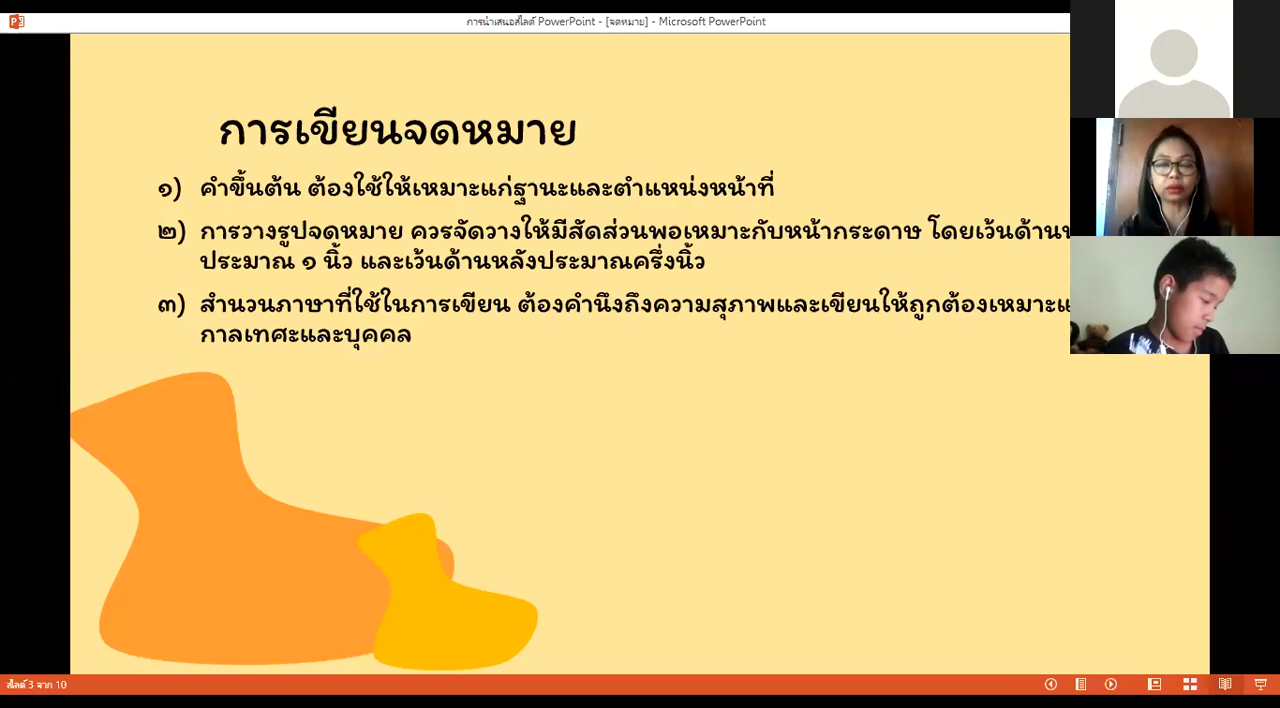 การนำเสนอสไลด์ PowerPoint - [จดหมาย] - Microsoft PowerPoint
การเขียนจดหมาย
๑) คำขึ้นต้น ต้องใช้ให้เหมาะแก่ฐานะและตำแหน่งหน้าที่
๒) การวางรูปจดหมาย ควรจัดวางให้มีสัดส่วนพอเหมาะกับหน้ากระดาษ โดยเว้นด้าน
ประมาณ ๑ นิ้ว และเว้นด้านหลังประมาณครึ่งนิ้ว
๓) สำนวนภาษาที่ใช้ในการเขียน ต้องคำนึงถึงความสุภาพและเขียนให้ถูกต้องเหมาะ
กาลเทศะและบุคคล
สไลด์ 3 จาก 10